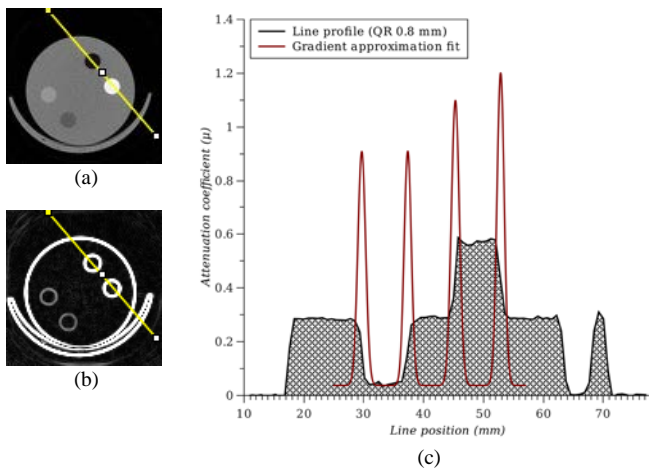 (a)
(b)
Line profile (QR 0.8 mm)
Gradient approximation fit
Attenuation coefficient (μ)
1.4
1.2
1
0.8
0.6
0.4
0.2
0
10 20 30 40 50 60 70
Line position (mm)
(c)